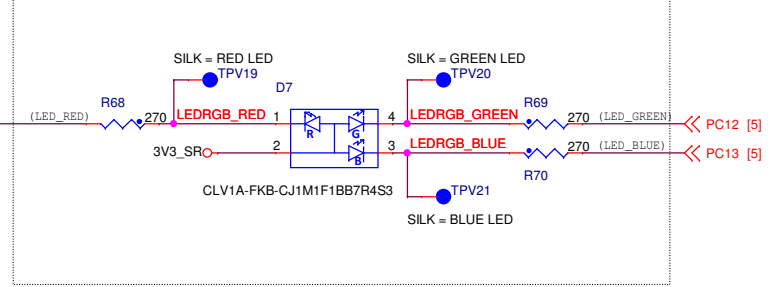 SILK = RED LED
TPV19
SILK = GREEN LED
TPV20
D7
R68
R69
(LED_RED)
270
LEDRGB_RED
1
R
G
4
LEDRGB_GREEN
270
(LED_GREEN)
PC12 [5]
3V3_SR
2
B
3
LEDRGB_BLUE
270
(LED_BLUE)
PC13 [5]
R70
CLV1A-FKB-CJ1M1F1BB7R4S3
TPV21
SILK = BLUE LED